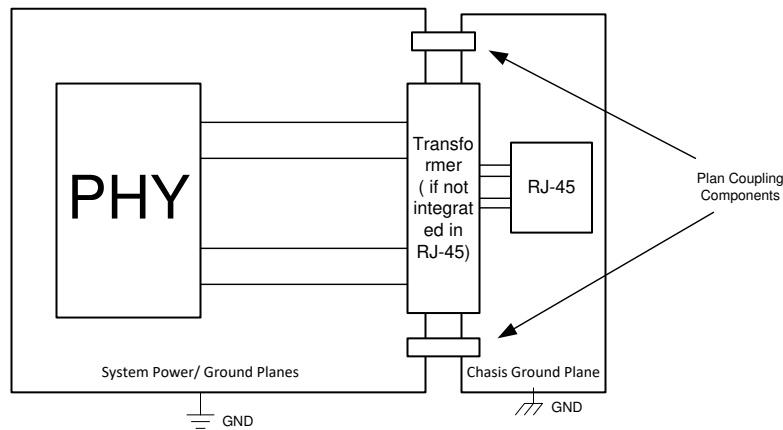 PHY
Transfo
rmer
( if not
integrat
ed in
RJ-45)
RJ-45
Plan Coupling
Components
System Power/ Ground Planes
Chasis Ground Plane
GND
GND